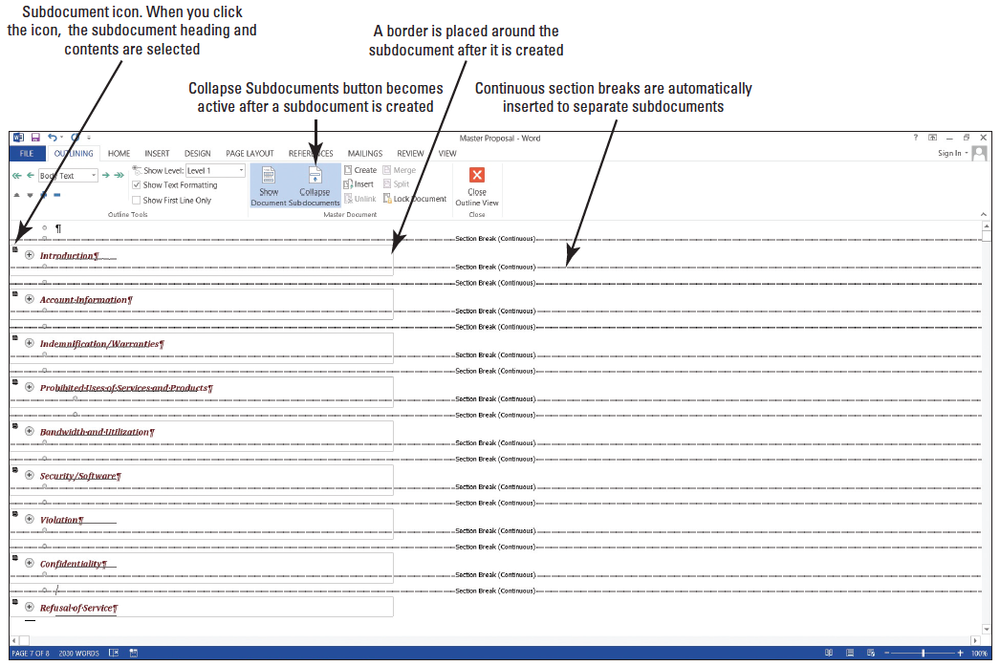 Subdocument icon. When you click
the icon, the subdocument heading and
contents are selected
A border is placed around the
subdocument after it is created
Collapse Subdocuments button becomes
active after a subdocument is created
Continuous section breaks are automatically
inserted to separate subdocuments
Master Proposal - Word
FILE OUTLINING HOME INSERT DESIGN PAGE LAYOUT REFERENCES MAILINGS REVIEW VIEW
Sign In
Body Text
Show Level: Level 1
Show Text Formatting
Show First Line Only
Outline Tools
Show
Document
Collapse
Subdocuments
Create
Insert
Unlink
Merge
Split
Lock Document
Master Document
Close
Outline View
Close
¶
Section Break (Continuous)
Introduction¶
Section Break (Continuous)
Section Break (Continuous)
Account·Information¶
Section Break (Continuous)
Section Break (Continuous)
Indemnification/Warranties¶
Section Break (Continuous)
Section Break (Continuous)
Prohibited·Uses·of·Services·and·Products¶
Section Break (Continuous)
Section Break (Continuous)
Bandwidth·and·Utilization¶
Section Break (Continuous)
Section Break (Continuous)
Security/Software¶
Section Break (Continuous)
Section Break (Continuous)
Violation¶
Section Break (Continuous)
Section Break (Continuous)
Confidentiality¶
Section Break (Continuous)
Section Break (Continuous)
Refusal·of·Service¶
PAGE 7 OF 8 2030 WORDS
100%